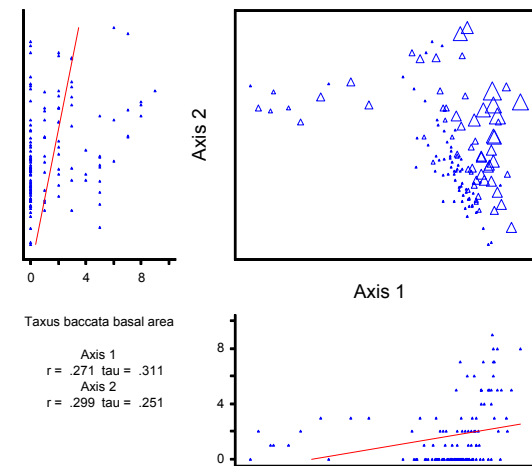 Axis 2
0 4 8
Axis 1
Taxus baccata basal area
Axis 1
r = .271 tau = .311
Axis 2
r = .299 tau = .251
8
4
0